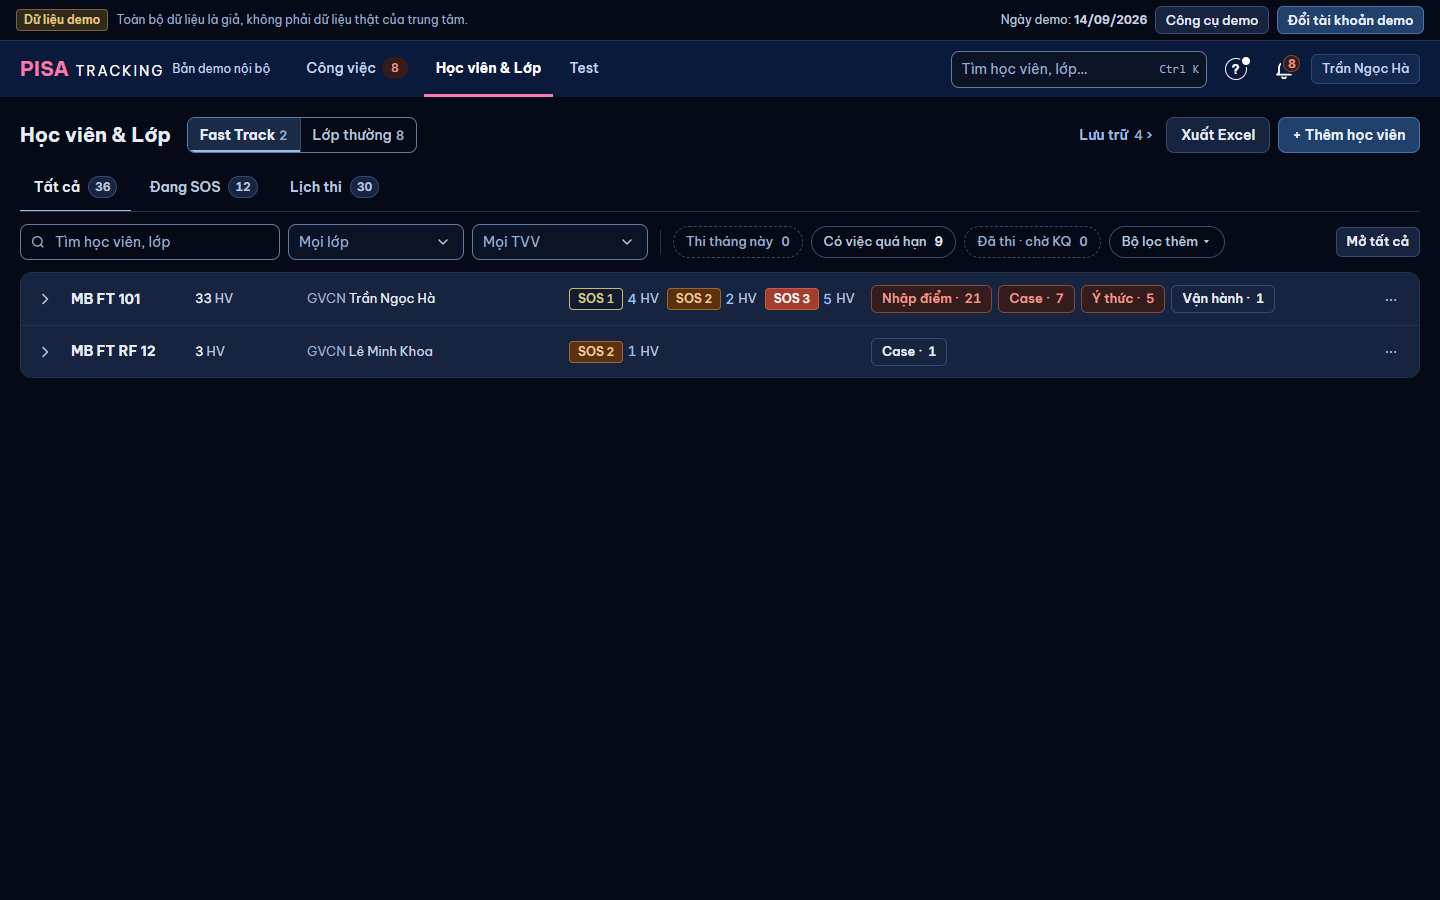 Dữ liệu demo Toàn bộ dữ liệu là giả, không phải dữ liệu thật của trung tâm. Ngày demo: 14/09/2026 Công cụ demo Đổi tài khoản demo
PISA TRACKING Bản demo nội bộ Công việc 8 Học viên & Lớp Test Tìm học viên, lớp... Ctrl K ? 8 Trần Ngọc Hà
Học viên & Lớp Fast Track 2 Lớp thường 8 Lưu trữ 4 › Xuất Excel + Thêm học viên
Tất cả 36 Đang SOS 12 Lịch thi 30
Tìm học viên, lớp Mọi lớp Mọi TVV Thi tháng này 0 Có việc quá hạn 9 Đã thi · chờ KQ 0 Bộ lọc thêm Mở tất cả
MB FT 101 33 HV GVCN Trần Ngọc Hà SOS 1 4 HV SOS 2 2 HV SOS 3 5 HV Nhập điểm · 21 Case · 7 Ý thức · 5 Vận hành · 1 ...
MB FT RF 12 3 HV GVCN Lê Minh Khoa SOS 2 1 HV Case · 1 ...